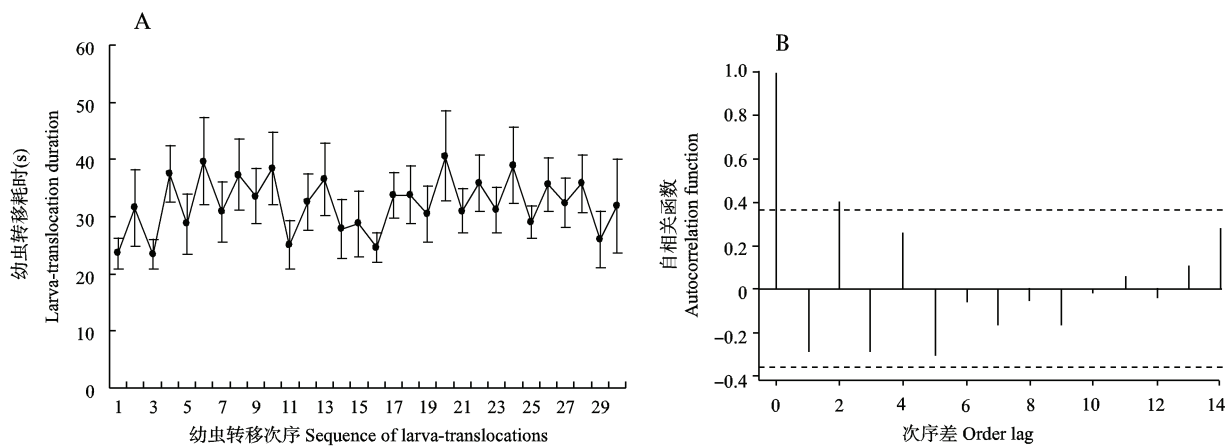 A
60
50
40
30
20
10
0
幼虫转移耗时(s)
Larva-translocation duration
1 3 5 7 9 11 13 15 17 19 21 23 25 27 29
幼虫转移次序 Sequence of larva-translocations
B
1.0
0.8
0.6
0.4
0.2
0
−0.2
−0.4
自相关函数
Autocorrelation function
0 2 4 6 8 10 12 14
次序差 Order lag